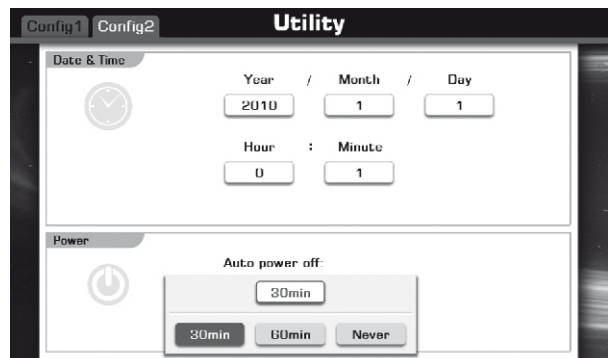 Config1 Config2 Utility
Date & Time
Year / Month / Day
2010 1 1
Hour : Minute
0 1
Power
Auto power off:
30min
30min 60min Never